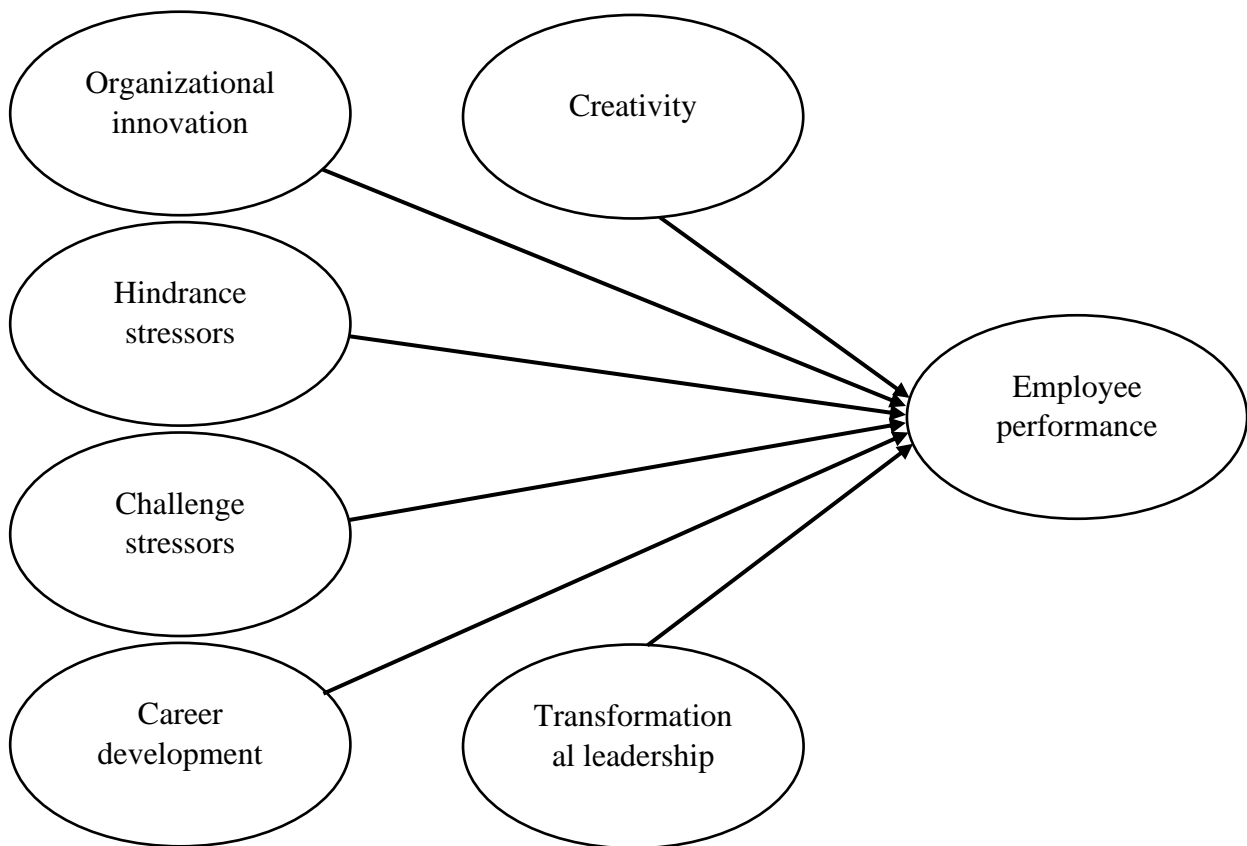 Organizational
innovation
Creativity
Hindrance
stressors
Employee
performance
Challenge
stressors
Career
development
Transformation
al leadership